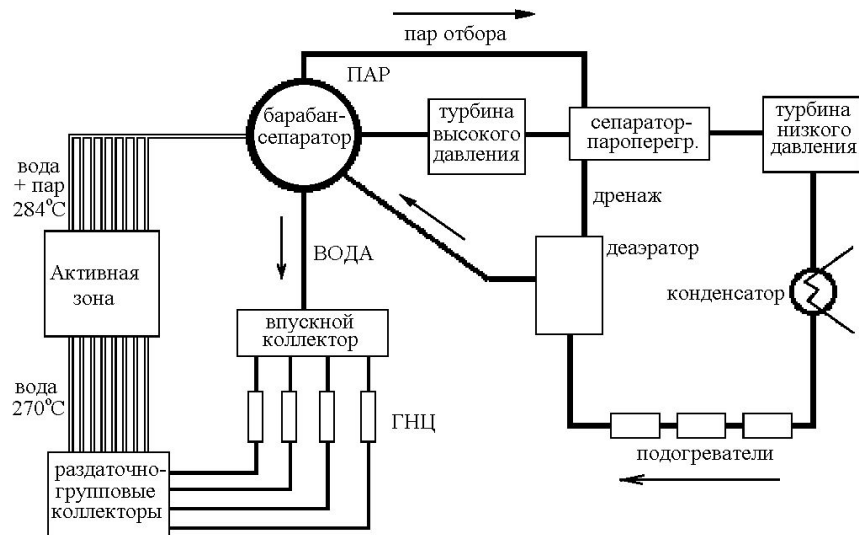 пар отбора
ПАР
барабан-
сепаратор
турбина
высокого
давления
сепаратор-
пароперегр.
турбина
низкого
давления
вода
+ пар
284°C
дренаж
Активная
зона
ВОДА
деаэратор
конденсатор
впускной
коллектор
вода
270°C
ГНЦ
подогреватели
раздаточно-
групповые
коллекторы